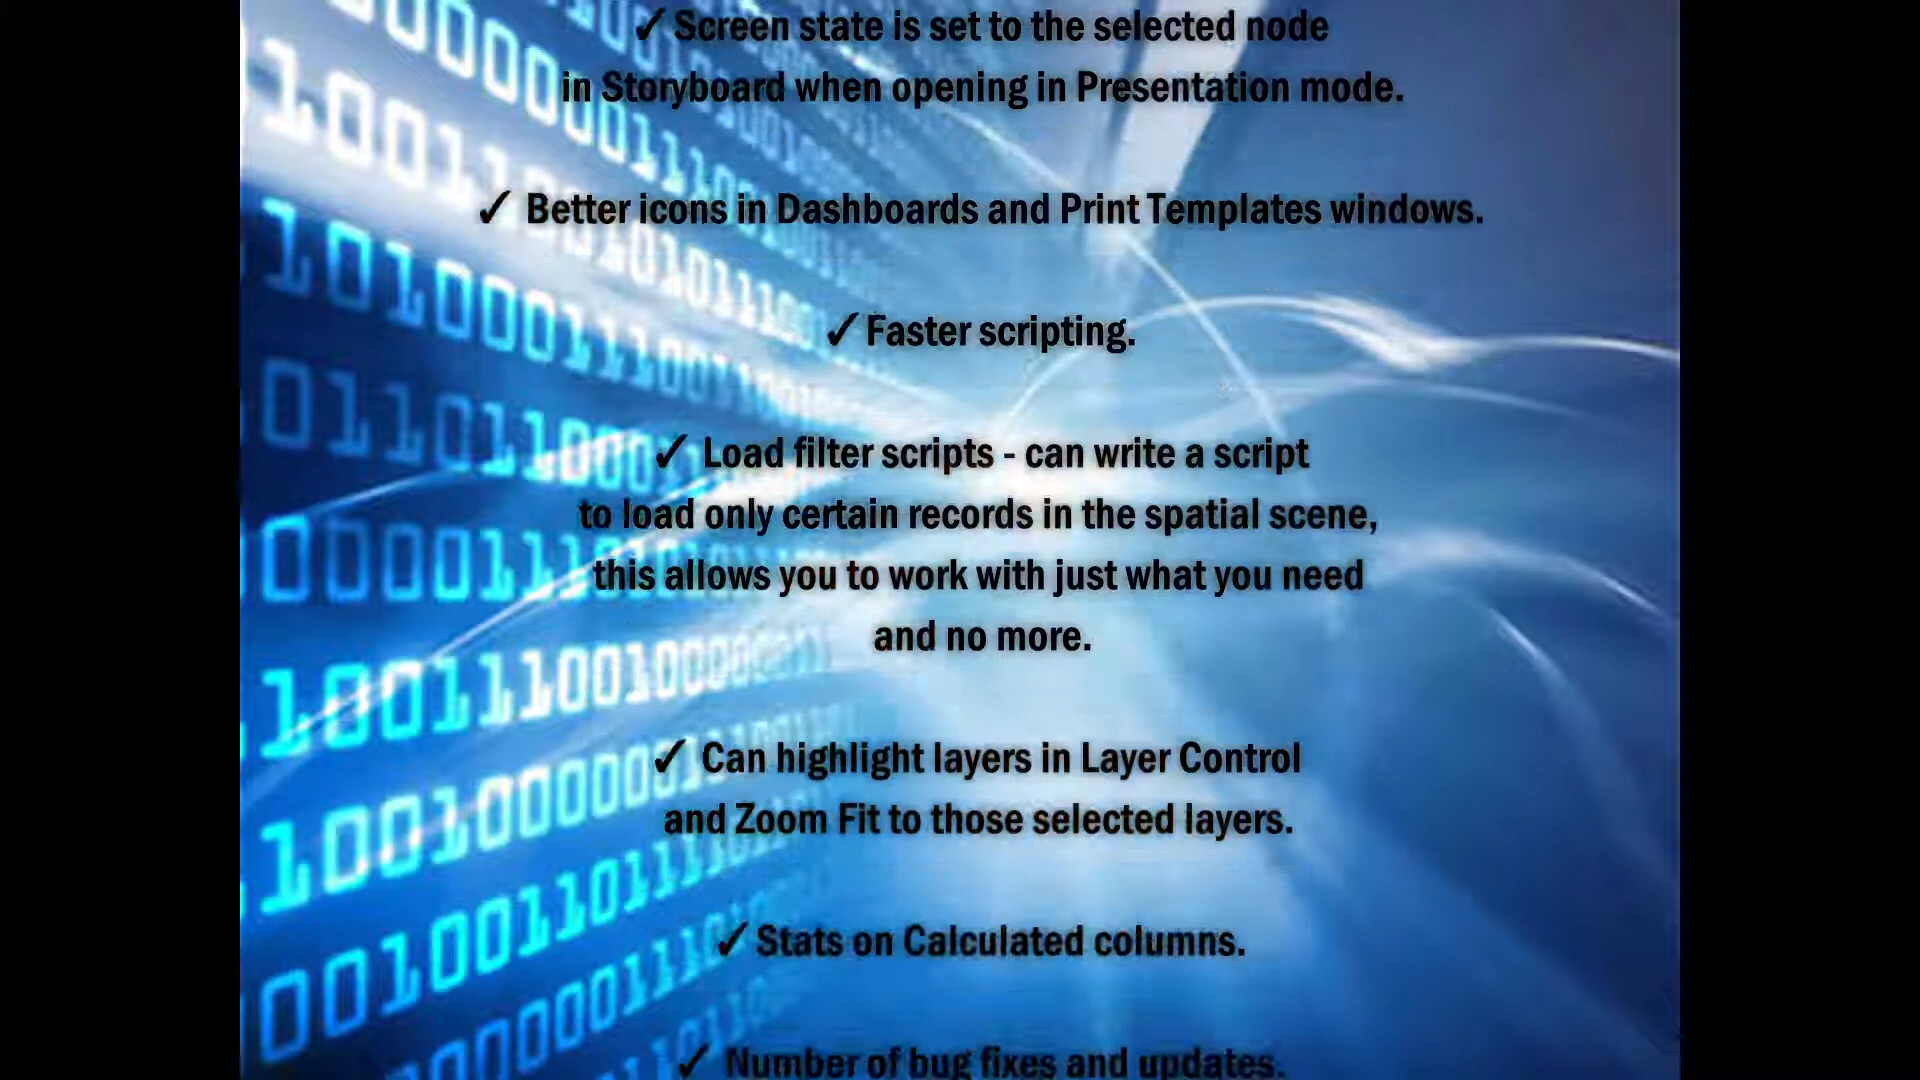 ✓ Screen state is set to the selected node
in Storyboard when opening in Presentation mode.
✓ Better icons in Dashboards and Print Templates windows.
✓ Faster scripting.
✓ Load filter scripts - can write a script
to load only certain records in the spatial scene,
this allows you to work with just what you need
and no more.
✓ Can highlight layers in Layer Control
and Zoom Fit to those selected layers.
✓ Stats on Calculated columns.
✓ Number of bug fixes and updates.